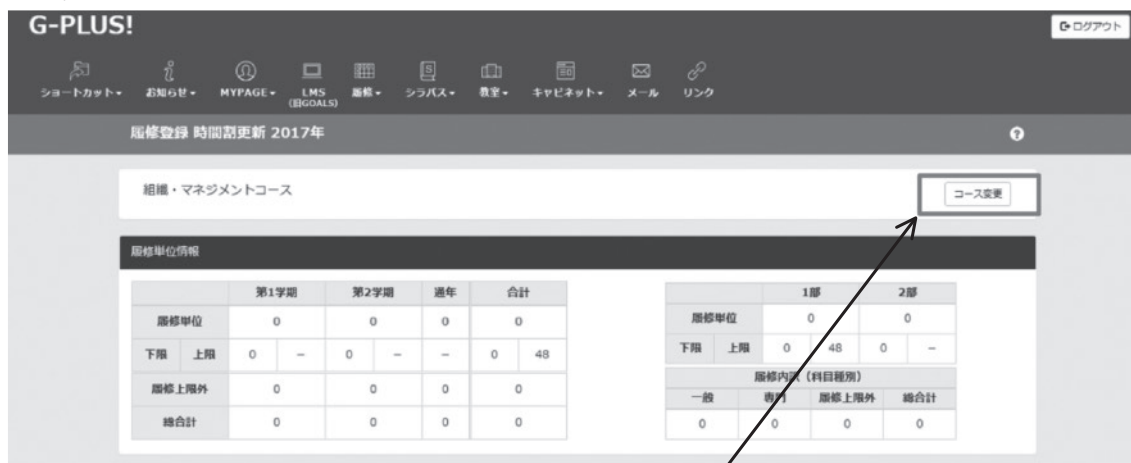 G-PLUS!
ログアウト
ショートカット お知らせ MYPAGE LMS 履修 シラバス 教室 キャビネット メール リンク
(旧GOALS)
履修登録 時間割更新 2017年 ?
組織・マネジメントコース コース変更
履修単位情報
第1学期 第2学期 通年 合計
履修単位 0 0 0 0
下限 上限 0 - 0 - - 0 48
履修上限外 0 0 0 0
総合計 0 0 0 0
1部 2部
履修単位 0 0
下限 上限 0 48 0 -
履修内訳(科目種別)
一般 専門 履修上限外 総合計
0 0 0 0